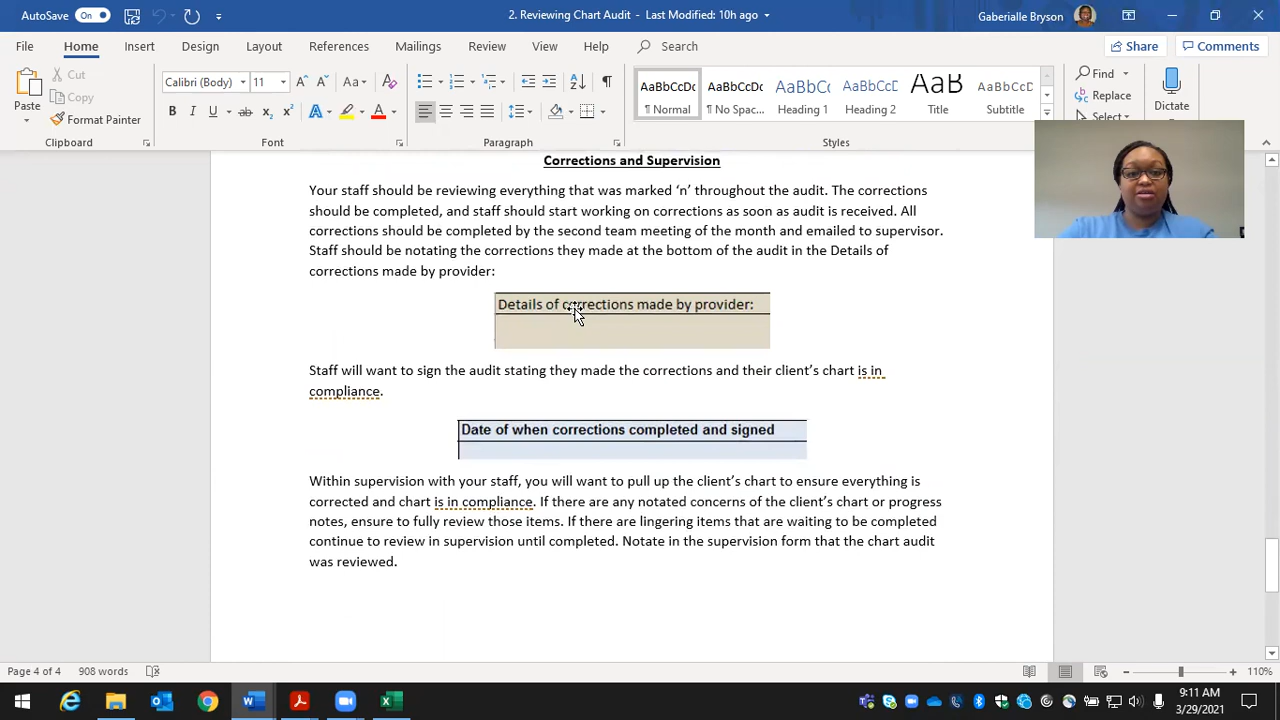 AutoSave On 2. Reviewing Chart Audit - Last Modified: 10h ago Gaberialle Bryson
File Home Insert Design Layout References Mailings Review View Help Search Share Comments
Paste Cut Copy Format Painter
Calibri (Body) 11
Aa
B I U ab x₂ x² A A
AaBbCcDc AaBbCcDc AaBbCc AaBbCcC AaB AaBbCcC
¶ Normal ¶ No Spac... Heading 1 Heading 2 Title Subtitle
Find Replace Select
Dictate
Clipboard Font Paragraph Styles
Corrections and Supervision
Your staff should be reviewing everything that was marked ‘n’ throughout the audit. The corrections
should be completed, and staff should start working on corrections as soon as audit is received. All
corrections should be completed by the second team meeting of the month and emailed to supervisor.
Staff should be notating the corrections they made at the bottom of the audit in the Details of
corrections made by provider:
Details of corrections made by provider:
Staff will want to sign the audit stating they made the corrections and their client’s chart is in
compliance.
Date of when corrections completed and signed
Within supervision with your staff, you will want to pull up the client’s chart to ensure everything is
corrected and chart is in compliance. If there are any notated concerns of the client’s chart or progress
notes, ensure to fully review those items. If there are lingering items that are waiting to be completed
continue to review in supervision until completed. Notate in the supervision form that the chart audit
was reviewed.
Page 4 of 4 908 words 110%
9:11 AM
3/29/2021